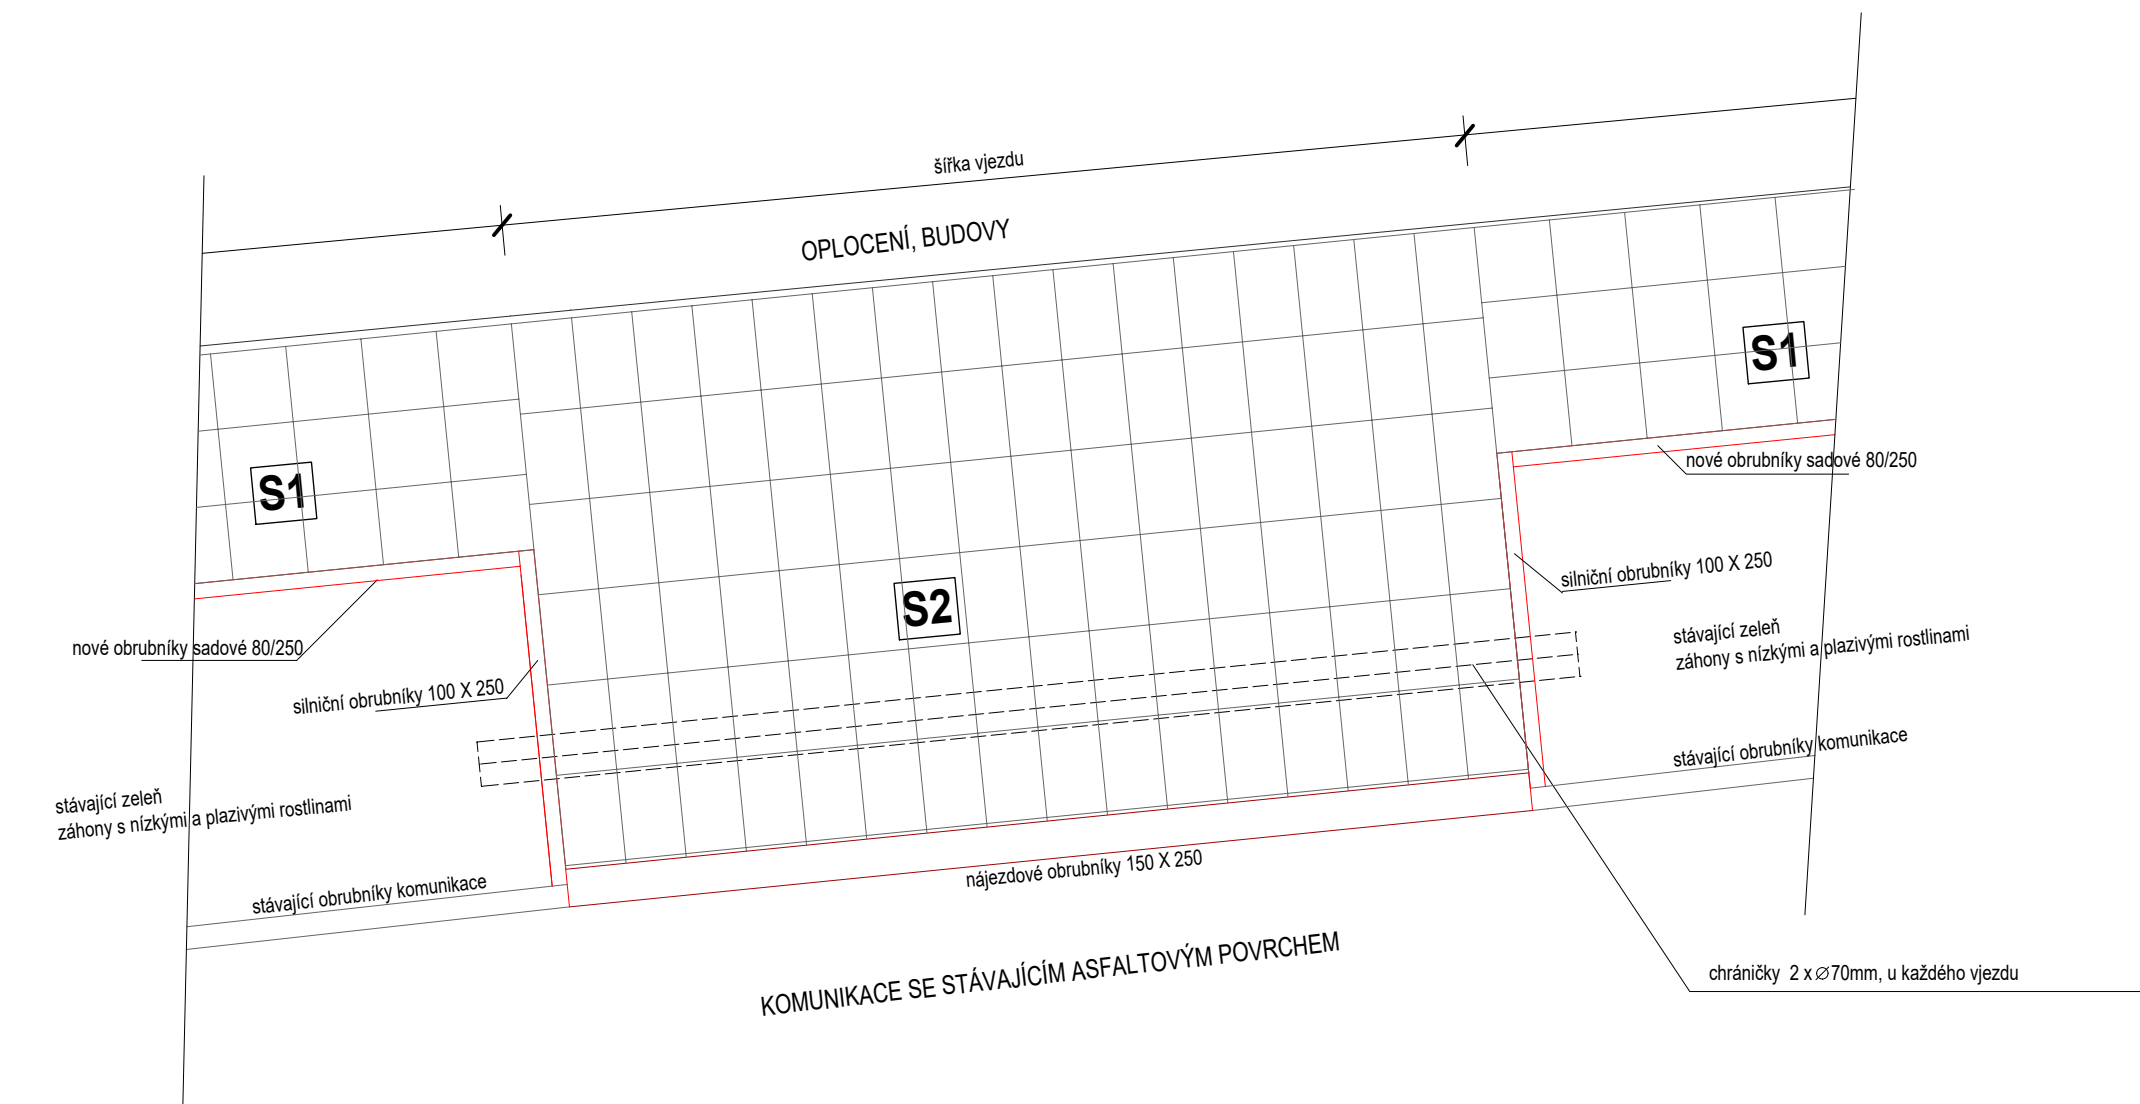 šířka vjezdu
OPLOCENÍ, BUDOVY
S1
S1
nové obrubníky sadové 80/250
silniční obrubníky 100 X 250
S2
stávající zeleň
záhony s nízkými a plazivými rostlinami
nové obrubníky sadové 80/250
silniční obrubníky 100 X 250
stávající obrubníky komunikace
stávající zeleň
záhony s nízkými a plazivými rostlinami
nájezdové obrubníky 150 X 250
stávající obrubníky komunikace
KOMUNIKACE SE STÁVAJÍCÍM ASFALTOVÝM POVRCHEM
chráničky 2 x ⌀70mm, u každého vjezdu